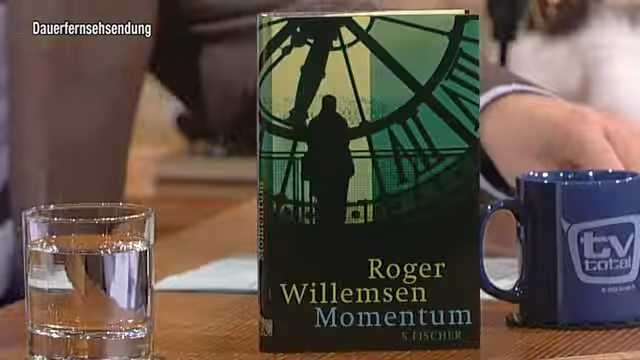 Dauerfernsehsendung
Momentum
Roger
Willemsen
Momentum
S. FISCHER
tv
total